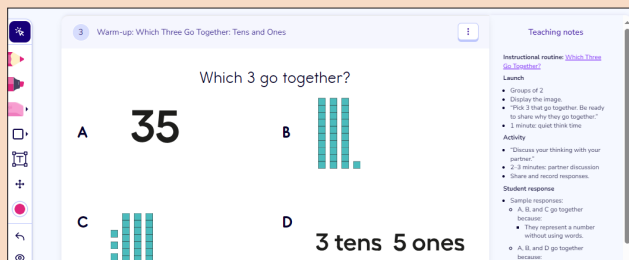 3 Warm-up: Which Three Go Together: Tens and Ones
Which 3 go together?
A 35 B
C D
3 tens 5 ones
Teaching notes
Instructional routine: Which Three
Go Together?
Launch
• Groups of 2
• Display the image.
• "Pick 3 that go together. Be ready
to share why they go together."
• 1 minute: quiet think time
Activity
• "Discuss your thinking with your
partner."
• 2-3 minutes: partner discussion
• Share and record responses.
Student response
• Sample responses:
○ A, B, and C go together
because:
▪ They represent a number
without using words.
○ A, B, and D go together
because: